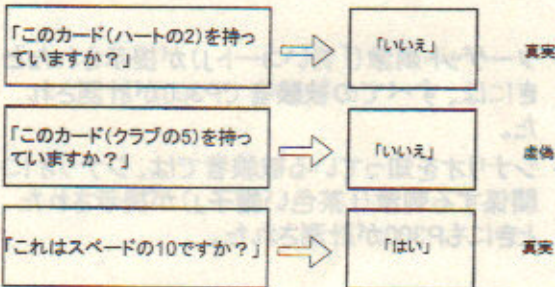 「このカード(ハートの2)を持っ
ていますか？」
「いいえ」
真実
「このカード(クラブの5)を持っ
ていますか？」
「いいえ」
虚偽
「これはスペードの10ですか？」
「はい」
真実